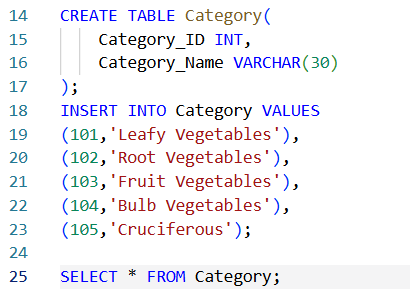 14 CREATE TABLE Category(
15     Category_ID INT,
16     Category_Name VARCHAR(30)
17 );
18 INSERT INTO Category VALUES
19 (101,'Leafy Vegetables'),
20 (102,'Root Vegetables'),
21 (103,'Fruit Vegetables'),
22 (104,'Bulb Vegetables'),
23 (105,'Cruciferous');
24
25 SELECT * FROM Category;